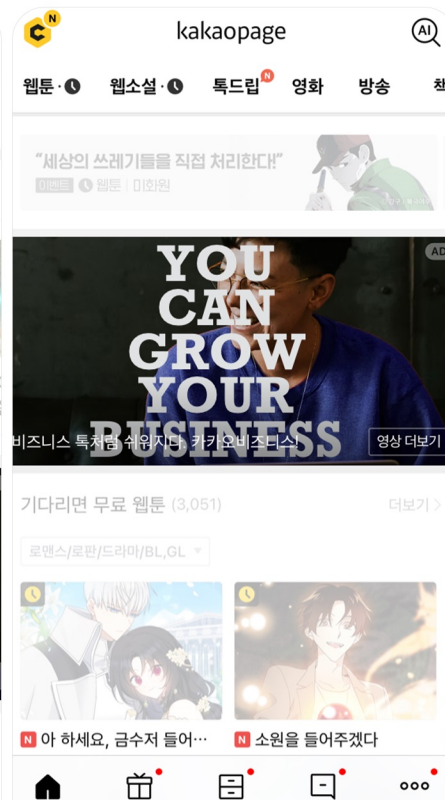 N
kakaopage
AI
웹툰·
웹소설·
톡드립 N
영화
방송
책
“세상의 쓰레기들을 직접 처리한다!”
이벤트 웹툰 | 미화원
AD
YOU
CAN
GROW
YOUR
BUSINESS
비즈니스 톡처럼 쉬워지다. 카카오비즈니스!
영상 더보기
기다리면 무료 웹툰 (3,051)
더보기 >
로맨스/로판/드라마/BL,GL ▼
N 아 하세요, 금수저 들어…
N 소원을 들어주겠다